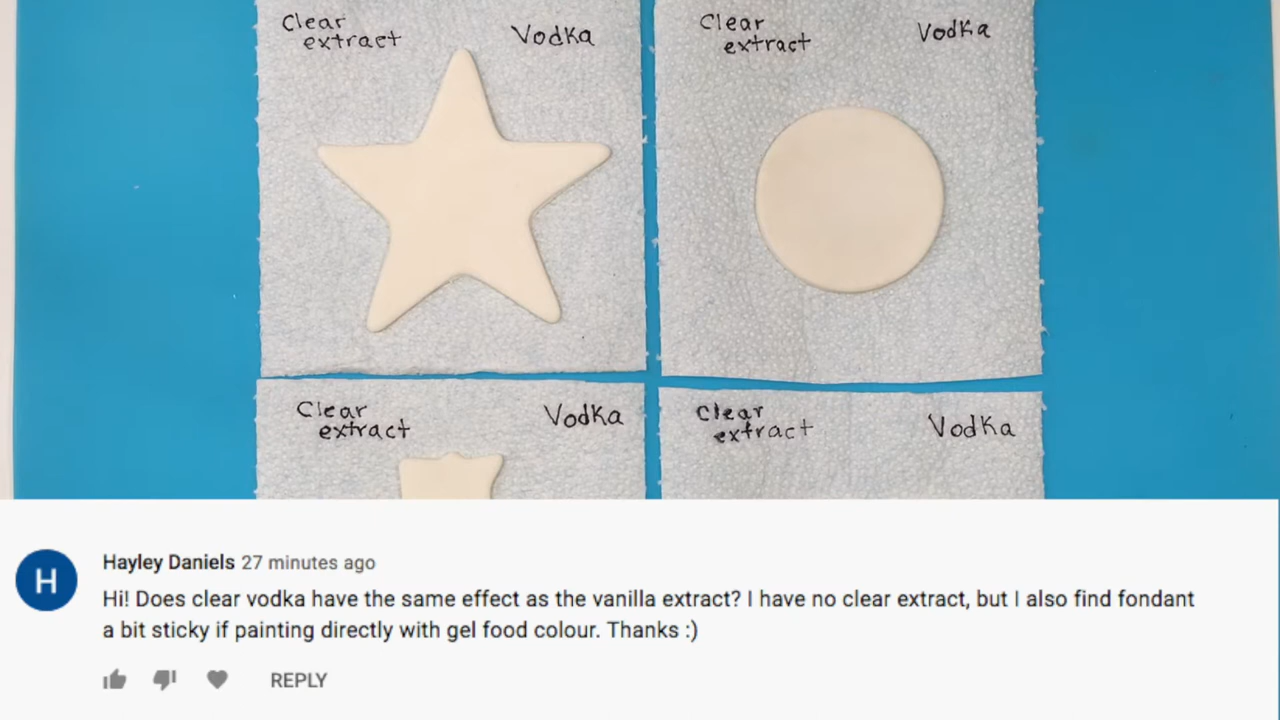 Clear
extract
Vodka
Clear
extract
Vodka
Clear
extract
Vodka
Clear
extract
Vodka
H
Hayley Daniels 27 minutes ago
Hi! Does clear vodka have the same effect as the vanilla extract? I have no clear extract, but I also find fondant
a bit sticky if painting directly with gel food colour. Thanks :)
REPLY